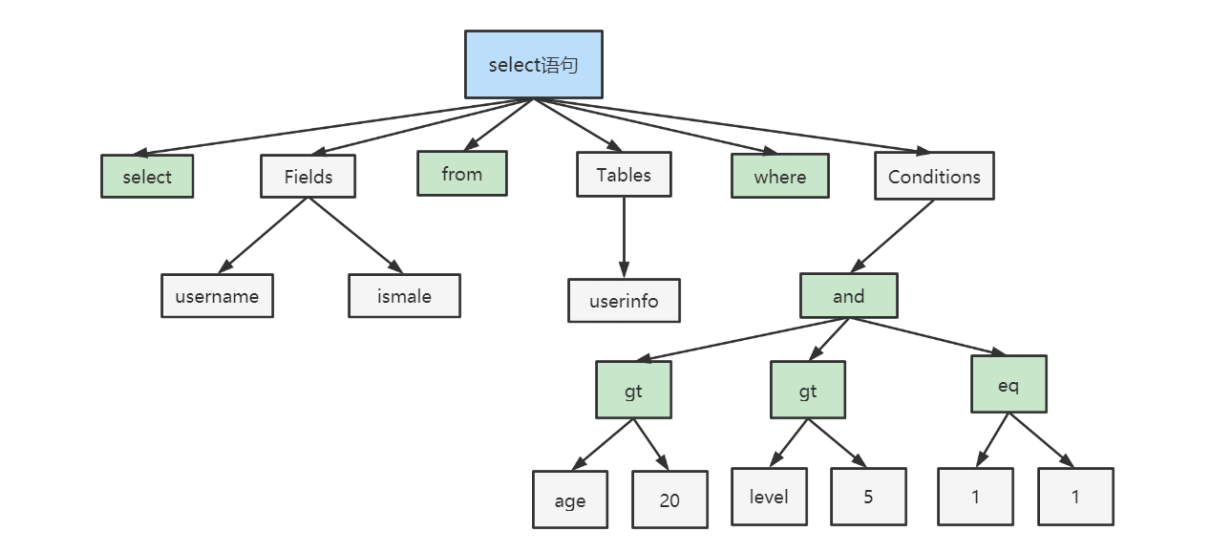 select语句
select
Fields
from
Tables
where
Conditions
username
ismale
userinfo
and
gt
gt
eq
age
20
level
5
1
1